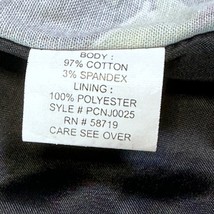 BODY :
97% COTTON
3% SPANDEX
LINING :
100% POLYESTER
SYLE # PCNJ0025
RN # 58719
CARE SEE OVER